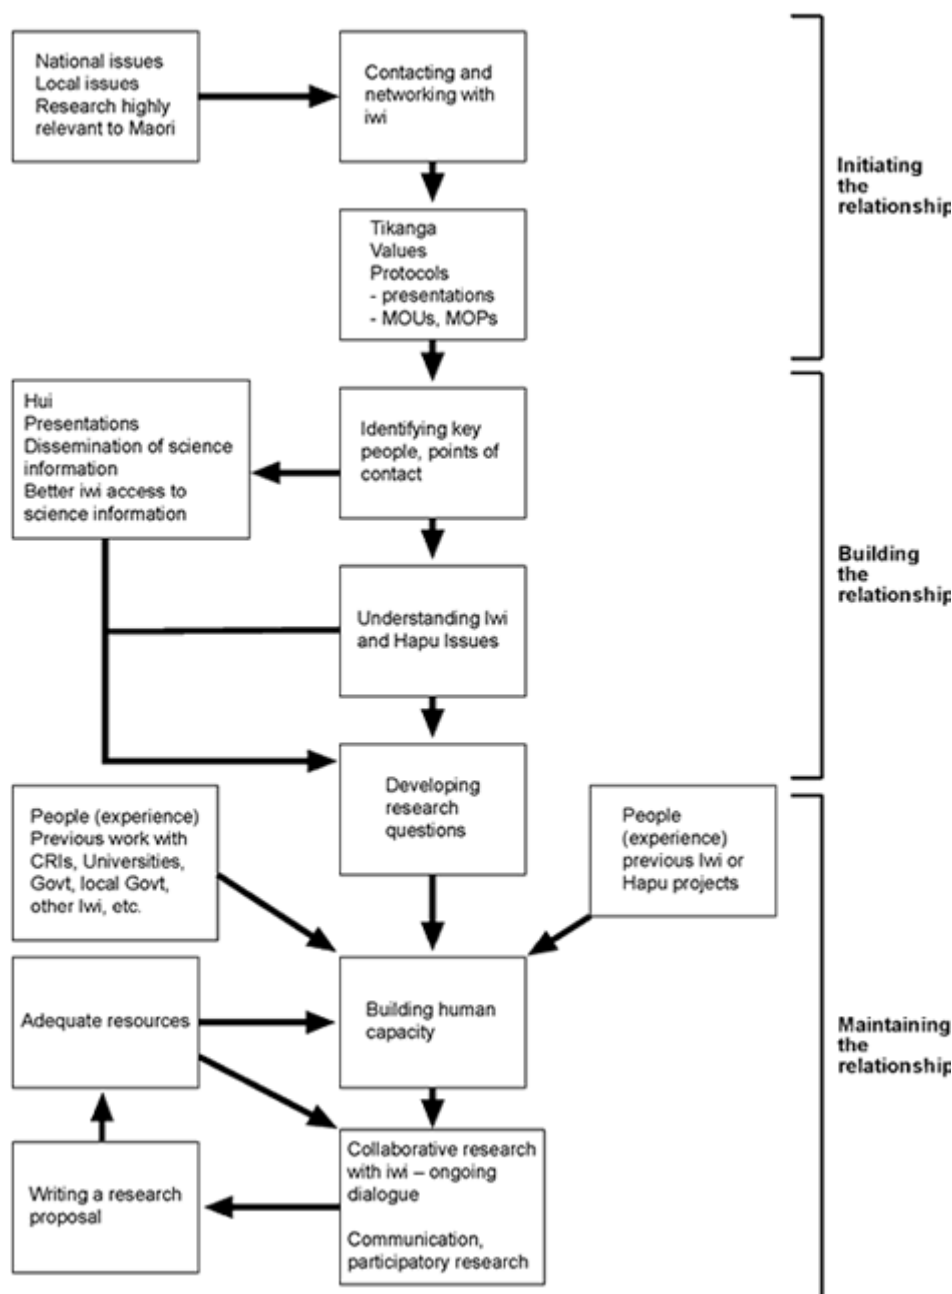 National issues
Local issues
Research highly
relevant to Maori
Contacting and
networking with
iwi
Initiating
the
relationship
Tikanga
Values
Protocols
- presentations
- MOUs, MOPs
Hui
Presentations
Dissemination of science
information
Better iwi access to
science information
Identifying key
people, points of
contact
Building
the
relationship
Understanding Iwi
and Hapu Issues
Developing
research
questions
People (experience)
Previous work with
CRIs, Universities,
Govt, local Govt,
other Iwi, etc.
People
(experience)
previous Iwi or
Hapu projects
Adequate resources
Building human
capacity
Maintaining
the
relationship
Writing a research
proposal
Collaborative research
with iwi – ongoing
dialogue
Communication,
participatory research